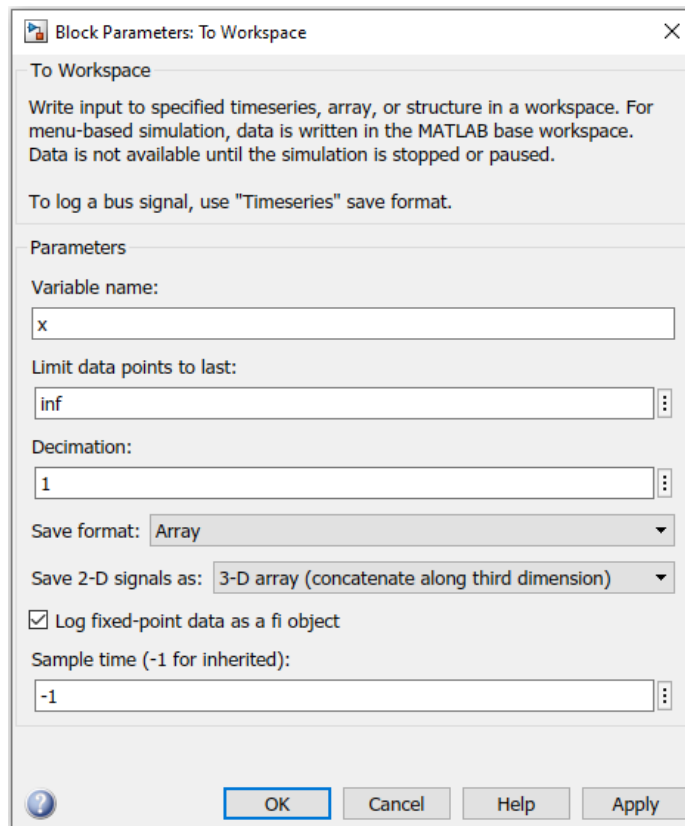 Block Parameters: To Workspace
To Workspace
Write input to specified timeseries, array, or structure in a workspace. For
menu-based simulation, data is written in the MATLAB base workspace.
Data is not available until the simulation is stopped or paused.
To log a bus signal, use "Timeseries" save format.
Parameters
Variable name:
x
Limit data points to last:
inf
Decimation:
1
Save format: Array
Save 2-D signals as: 3-D array (concatenate along third dimension)
Log fixed-point data as a fi object
Sample time (-1 for inherited):
-1
? OK Cancel Help Apply